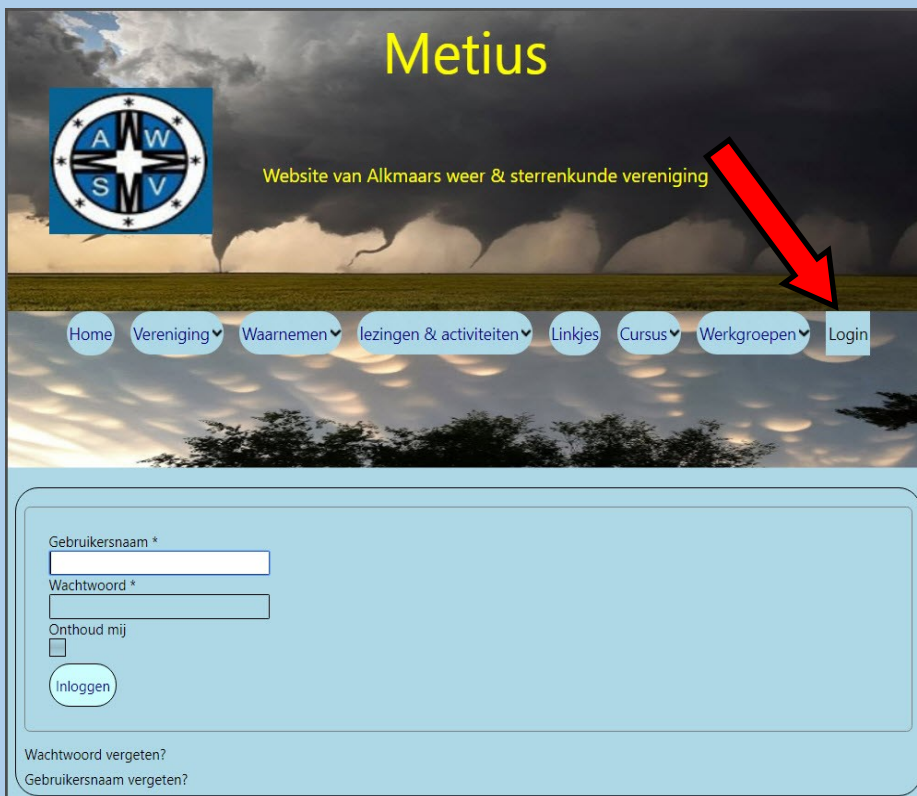 Metius
A W
S V
Website van Alkmaars weer & sterrenkunde vereniging
Home Vereniging Waarnemen lezingen & activiteiten Linkjes Cursus Werkgroepen Login
Gebruikersnaam *
Wachtwoord *
Onthoud mij
Inloggen
Wachtwoord vergeten?
Gebruikersnaam vergeten?